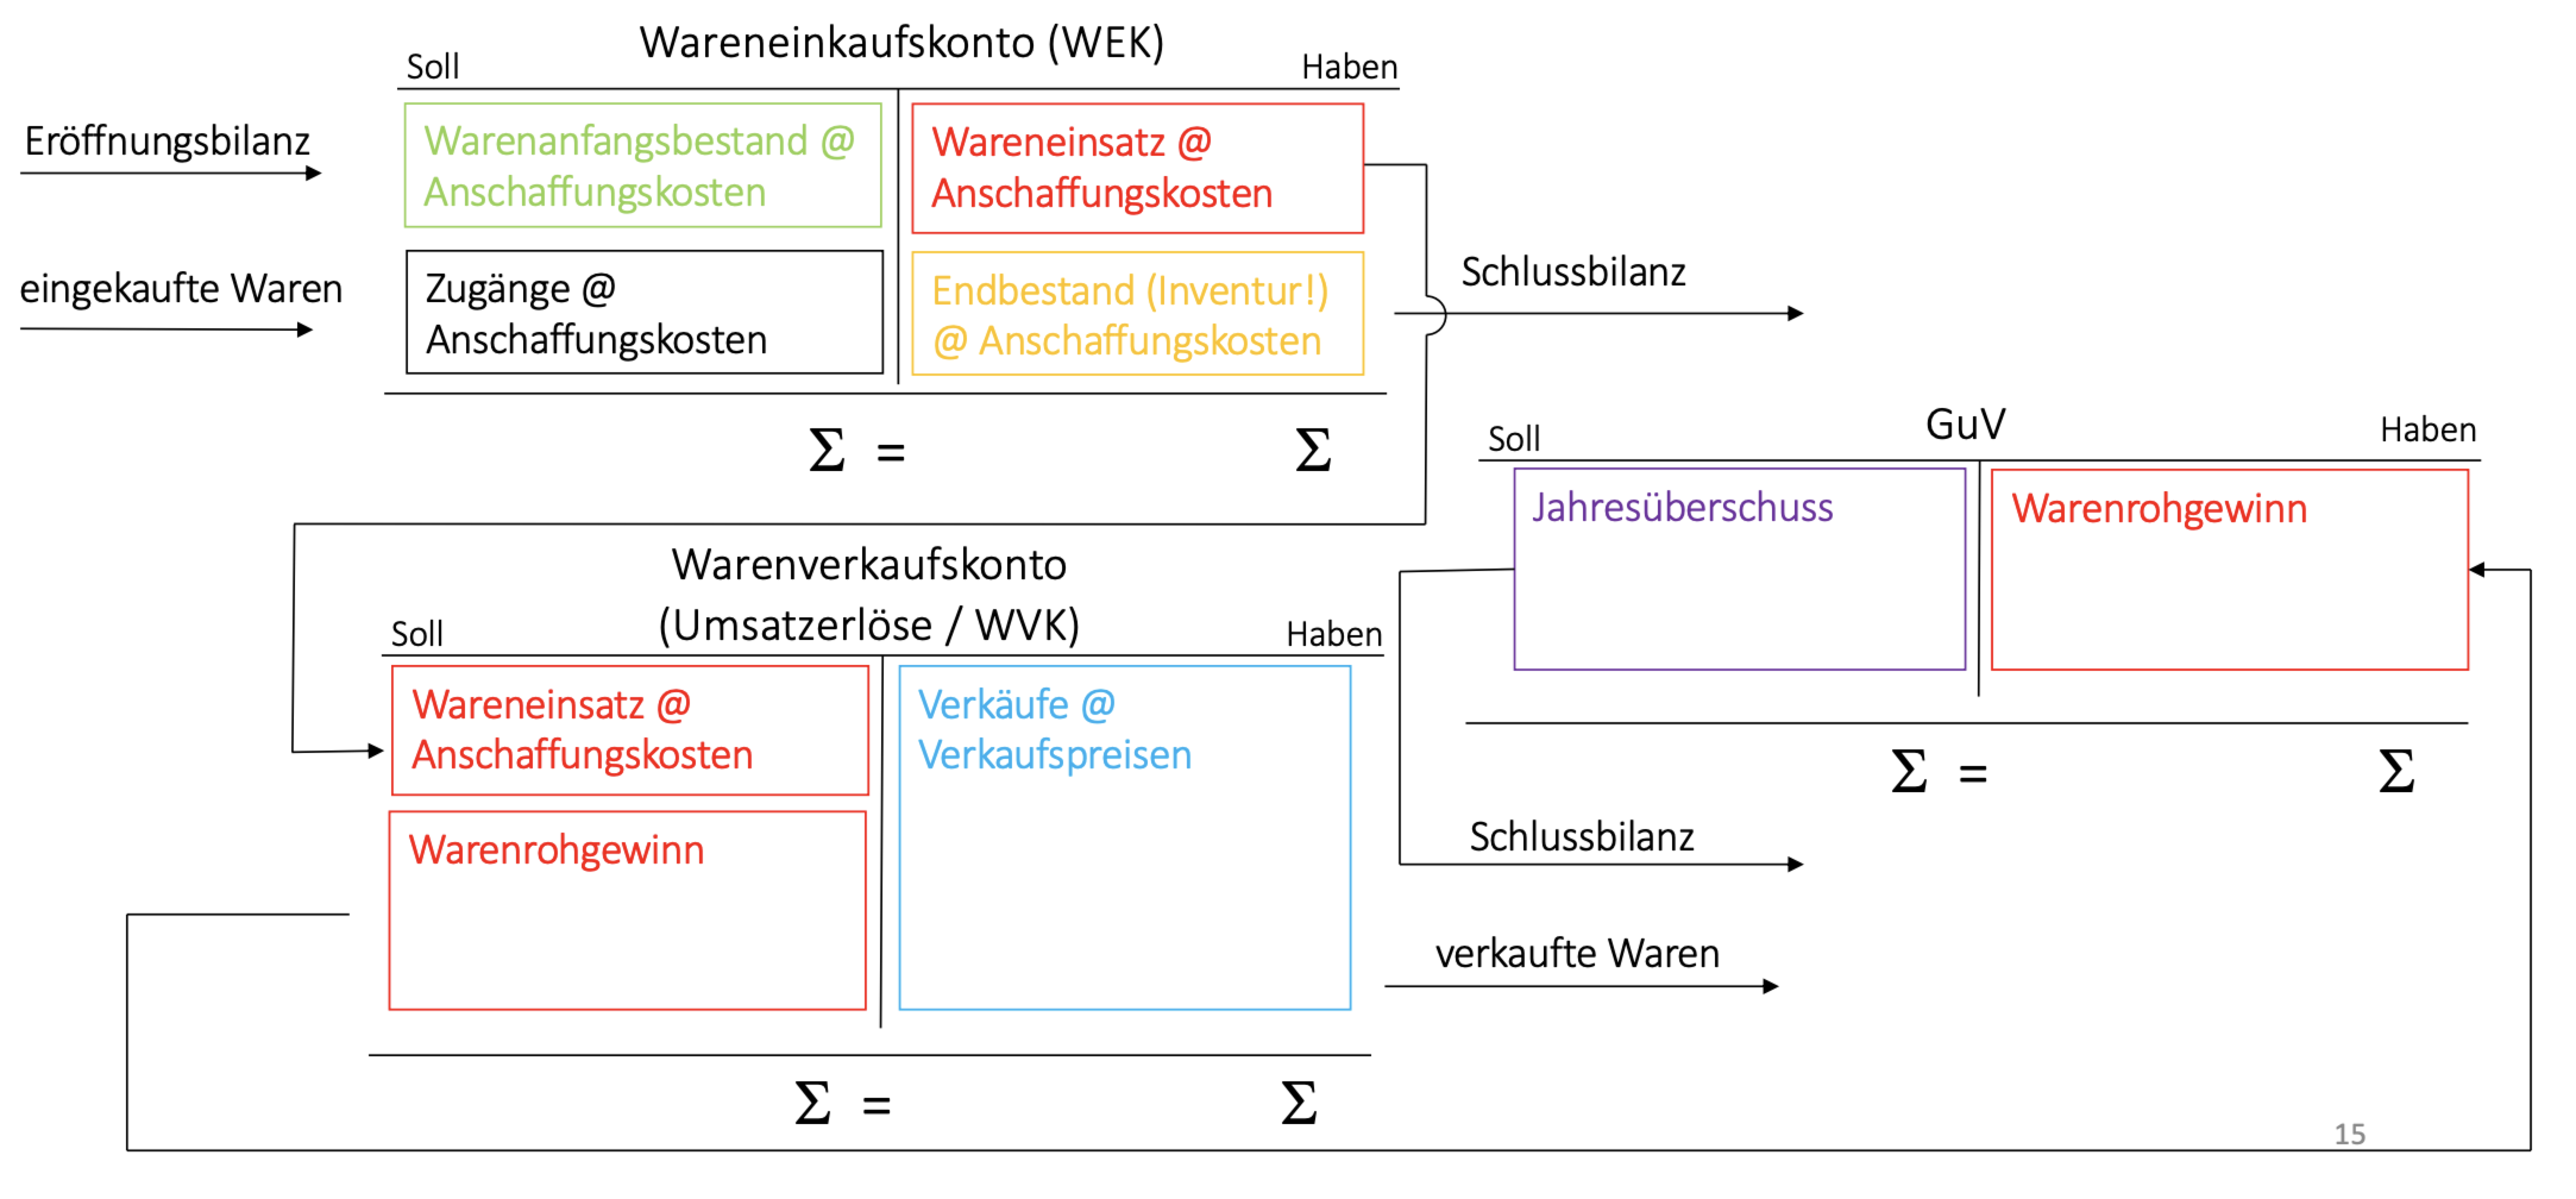 Wareneinkaufskonto (WEK)
Soll
Haben
Eröffnungsbilanz
Warenanfangsbestand @
Anschaffungskosten
Wareneinsatz @
Anschaffungskosten
eingekaufte Waren
Zugänge @
Anschaffungskosten
Endbestand (Inventur!)
@ Anschaffungskosten
Schlussbilanz
Σ = Σ
GuV
Soll
Haben
Jahresüberschuss
Warenrohgewinn
Σ = Σ
Warenverkaufskonto
(Umsatzerlöse / WVK)
Soll
Haben
Wareneinsatz @
Anschaffungskosten
Verkäufe @
Verkaufspreisen
Warenrohgewinn
Schlussbilanz
verkaufte Waren
Σ = Σ
15